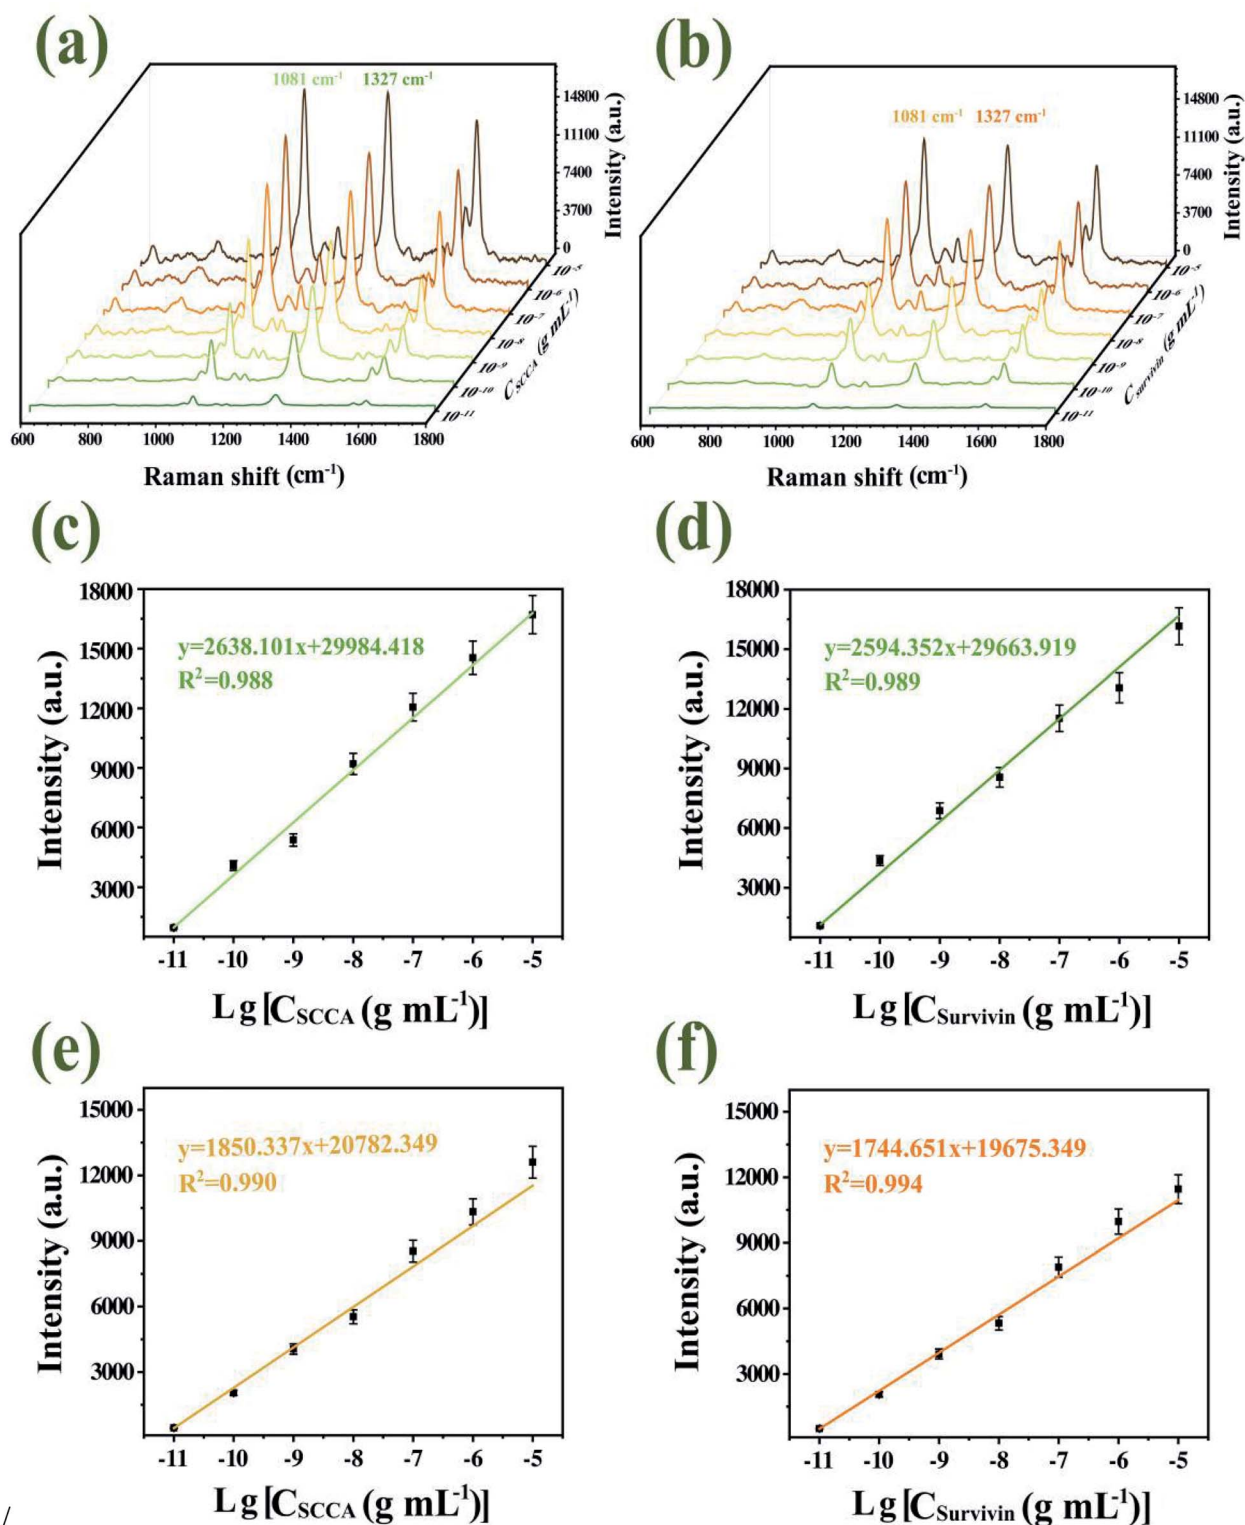 (a)
(b)
1081 cm⁻¹ 1327 cm⁻¹
14800
11100
7400
3700
0
Intensity (a.u.)
10⁻⁵
10⁻⁶
10⁻⁷
10⁻⁸
10⁻⁹
10⁻¹⁰
10⁻¹¹
C SCCA (g mL⁻¹)
600 800 1000 1200 1400 1600 1800
Raman shift (cm⁻¹)
1081 cm⁻¹ 1327 cm⁻¹
14800
11100
7400
3700
0
Intensity (a.u.)
10⁻⁵
10⁻⁶
10⁻⁷
10⁻⁸
10⁻⁹
10⁻¹⁰
10⁻¹¹
C survivin (g mL⁻¹)
600 800 1000 1200 1400 1600 1800
Raman shift (cm⁻¹)
(c)
18000
15000
12000
9000
6000
3000
Intensity (a.u.)
y=2638.101x+29984.418
R²=0.988
-11 -10 -9 -8 -7 -6 -5
Lg[C SCCA (g mL⁻¹)]
(d)
18000
15000
12000
9000
6000
3000
Intensity (a.u.)
y=2594.352x+29663.919
R²=0.989
-11 -10 -9 -8 -7 -6 -5
Lg[C Survivin (g mL⁻¹)]
(e)
15000
12000
9000
6000
3000
Intensity (a.u.)
y=1850.337x+20782.349
R²=0.990
-11 -10 -9 -8 -7 -6 -5
Lg[C SCCA (g mL⁻¹)]
(f)
15000
12000
9000
6000
3000
Intensity (a.u.)
y=1744.651x+19675.349
R²=0.994
-11 -10 -9 -8 -7 -6 -5
Lg[C Survivin (g mL⁻¹)]
/